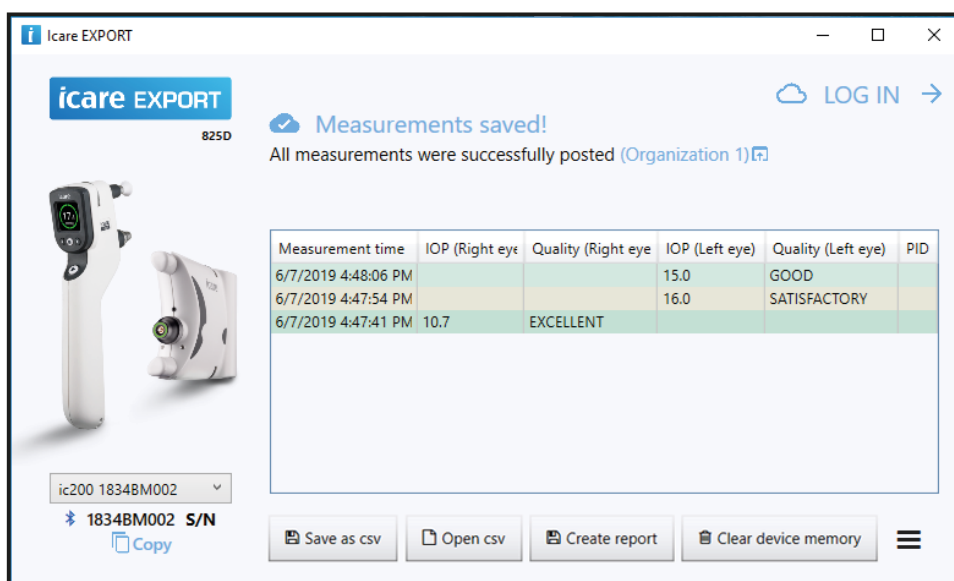 Icare EXPORT
icare EXPORT
825D
LOG IN
Measurements saved!
All measurements were successfully posted (Organization 1)
Measurement time IOP (Right eye Quality (Right eye IOP (Left eye) Quality (Left eye) PID
6/7/2019 4:48:06 PM 15.0 GOOD
6/7/2019 4:47:54 PM 16.0 SATISFACTORY
6/7/2019 4:47:41 PM 10.7 EXCELLENT
17
icare
ic200 1834BM002
1834BM002 S/N
Copy
Save as csv Open csv Create report Clear device memory